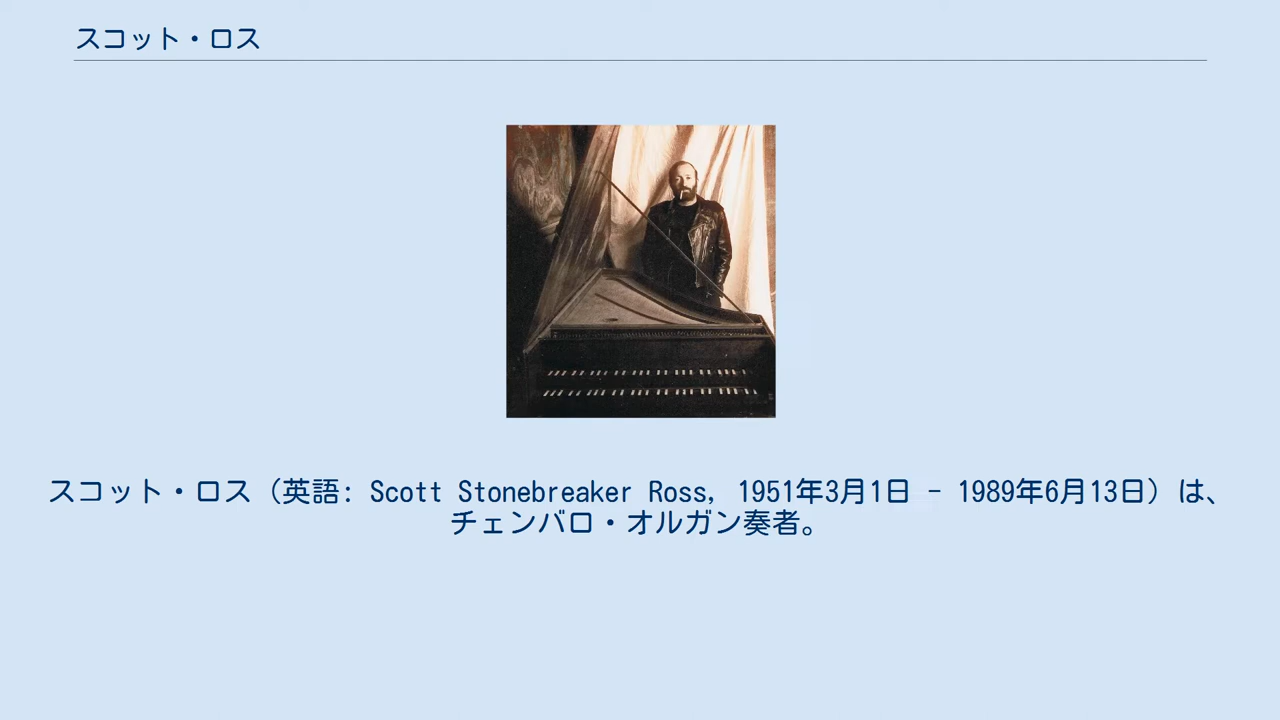 スコット・ロス
スコット・ロス（英語: Scott Stonebreaker Ross, 1951年3月1日 - 1989年6月13日）は、
チェンバロ・オルガン奏者。